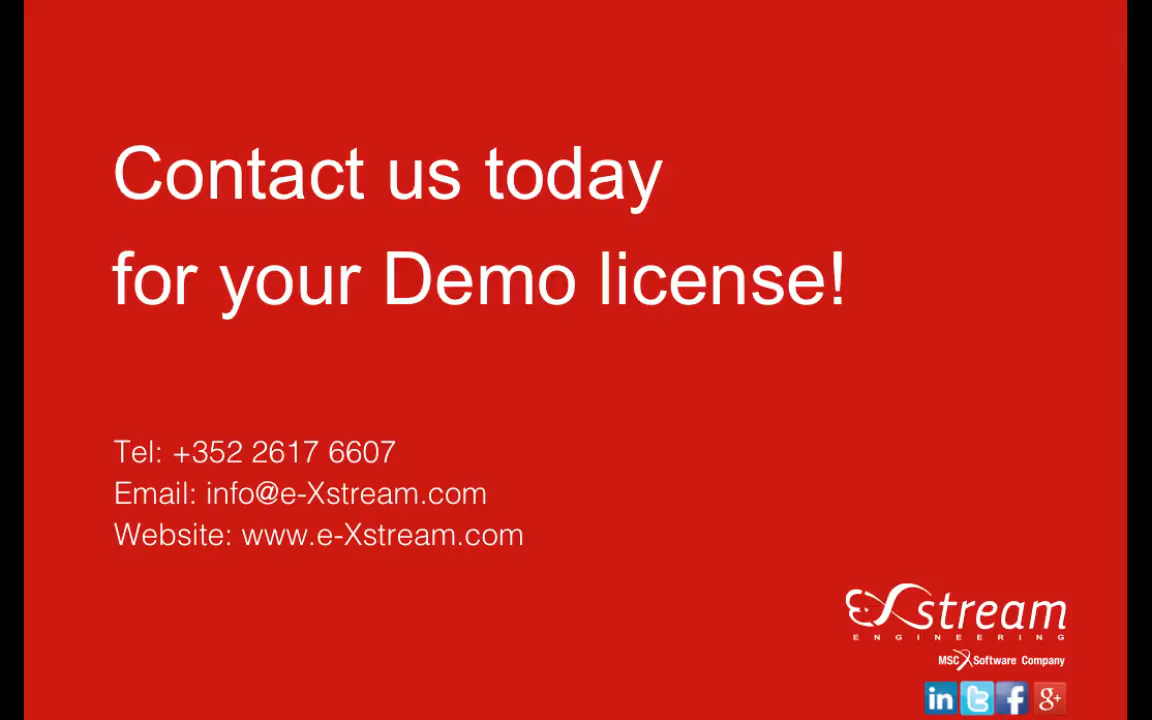 Contact us today
for your Demo license!
Tel: +352 2617 6607
Email: info@e-Xstream.com
Website: www.e-Xstream.com
eXstream
ENGINEERING
MSC Software Company
in t f g+